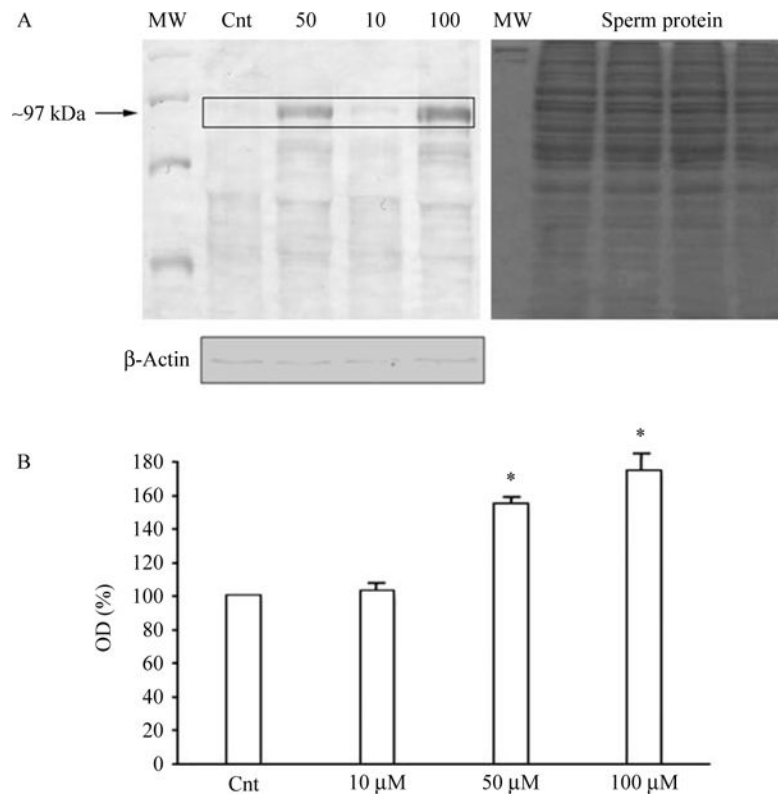 A
MW Cnt 50 10 100 MW Sperm protein
~97 kDa
β-Actin
B
180
160
140
120
100
80
60
40
20
0
OD (%)
*
*
Cnt 10 μM 50 μM 100 μM